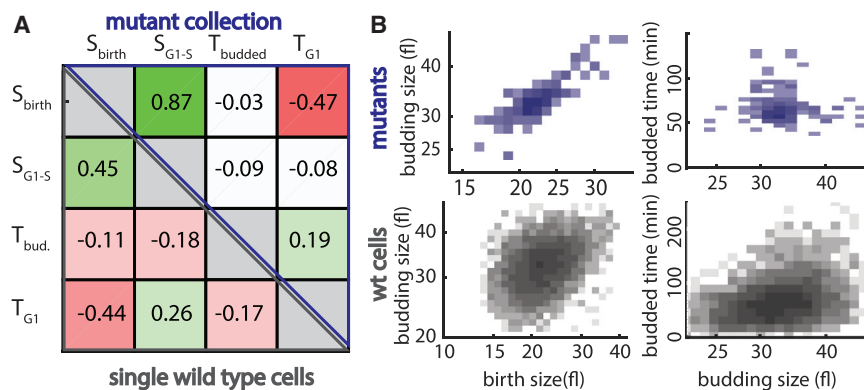 A
mutant collection
S_birth S_G1-S T_budded T_G1
S_birth 0.87 -0.03 -0.47
S_G1-S 0.45 -0.09 -0.08
T_bud. -0.11 -0.18 0.19
T_G1 -0.44 0.26 -0.17
single wild type cells
B
mutants
budding size (fl)
40
30
25
15 20 25 30
budded time (min)
150
100
50
0
25 30 40
wt cells
budding size (fl)
40
30
20
10 15 20 30 40
birth size(fl)
budded time (min)
200
100
0
25 30 40
budding size (fl)